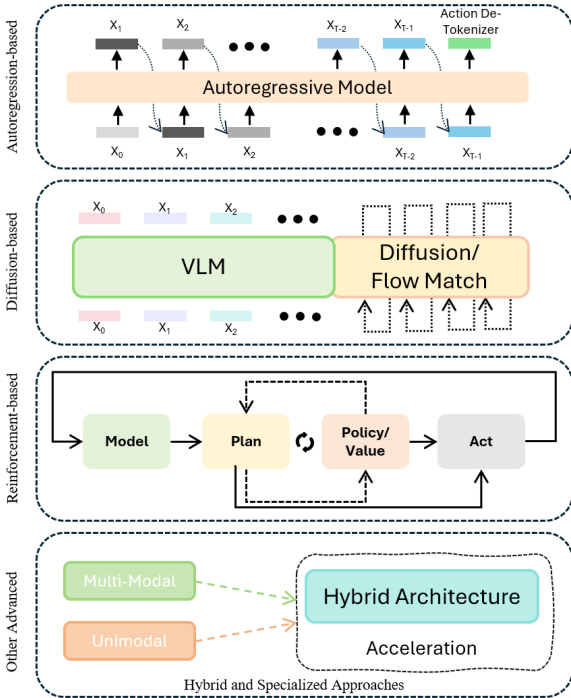 Autoregression-based
X1
X2
XT-2
XT-1
Action De-
Tokenizer
Autoregressive Model
X0
X1
X2
XT-2
XT-1
Diffusion-based
X0
X1
X2
VLM
Diffusion/
Flow Match
X0
X1
X2
Reinforcement-based
Model
Plan
Policy/
Value
Act
Other Advanced
Multi-Modal
Unimodal
Hybrid Architecture
Acceleration
Hybrid and Specialized Approaches